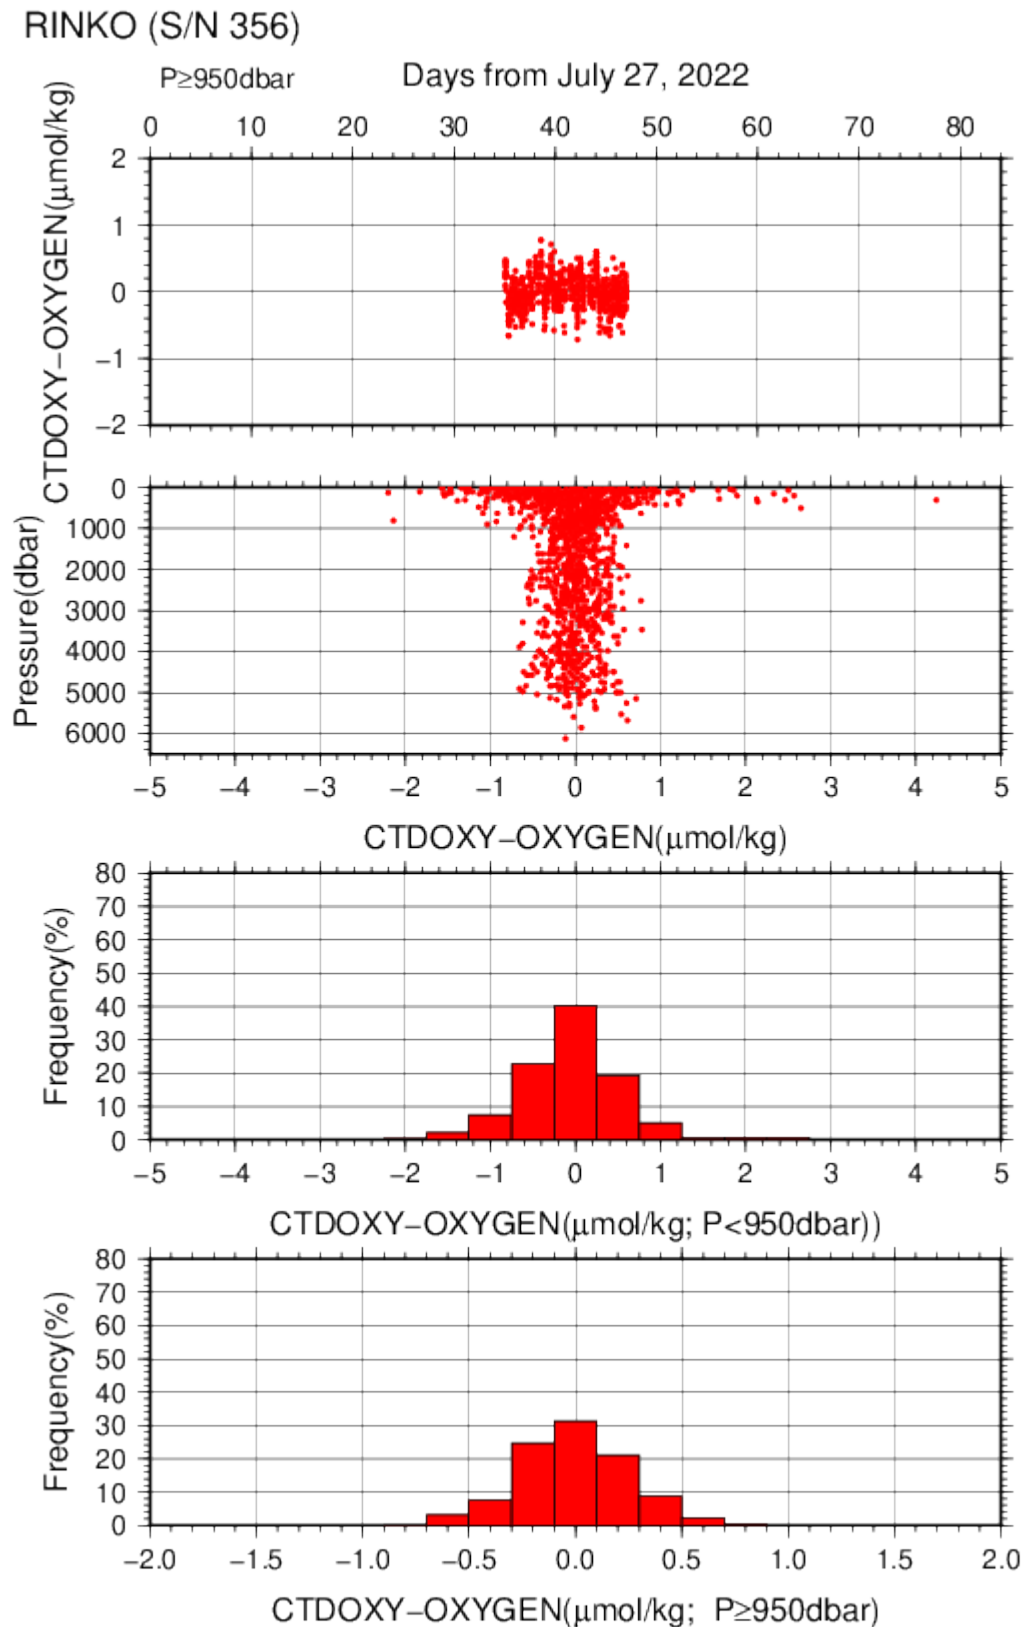 RINKO (S/N 356)
P≥950dbar Days from July 27, 2022
0 10 20 30 40 50 60 70 80
CTDOXY−OXYGEN(μmol/kg)
2
1
0
−1
−2
Pressure(dbar)
0
1000
2000
3000
4000
5000
6000
−5 −4 −3 −2 −1 0 1 2 3 4 5
CTDOXY−OXYGEN(μmol/kg)
Frequency(%)
80
70
60
50
40
30
20
10
0
−5 −4 −3 −2 −1 0 1 2 3 4 5
CTDOXY−OXYGEN(μmol/kg; P<950dbar))
Frequency(%)
80
70
60
50
40
30
20
10
0
−2.0 −1.5 −1.0 −0.5 0.0 0.5 1.0 1.5 2.0
CTDOXY−OXYGEN(μmol/kg; P≥950dbar)